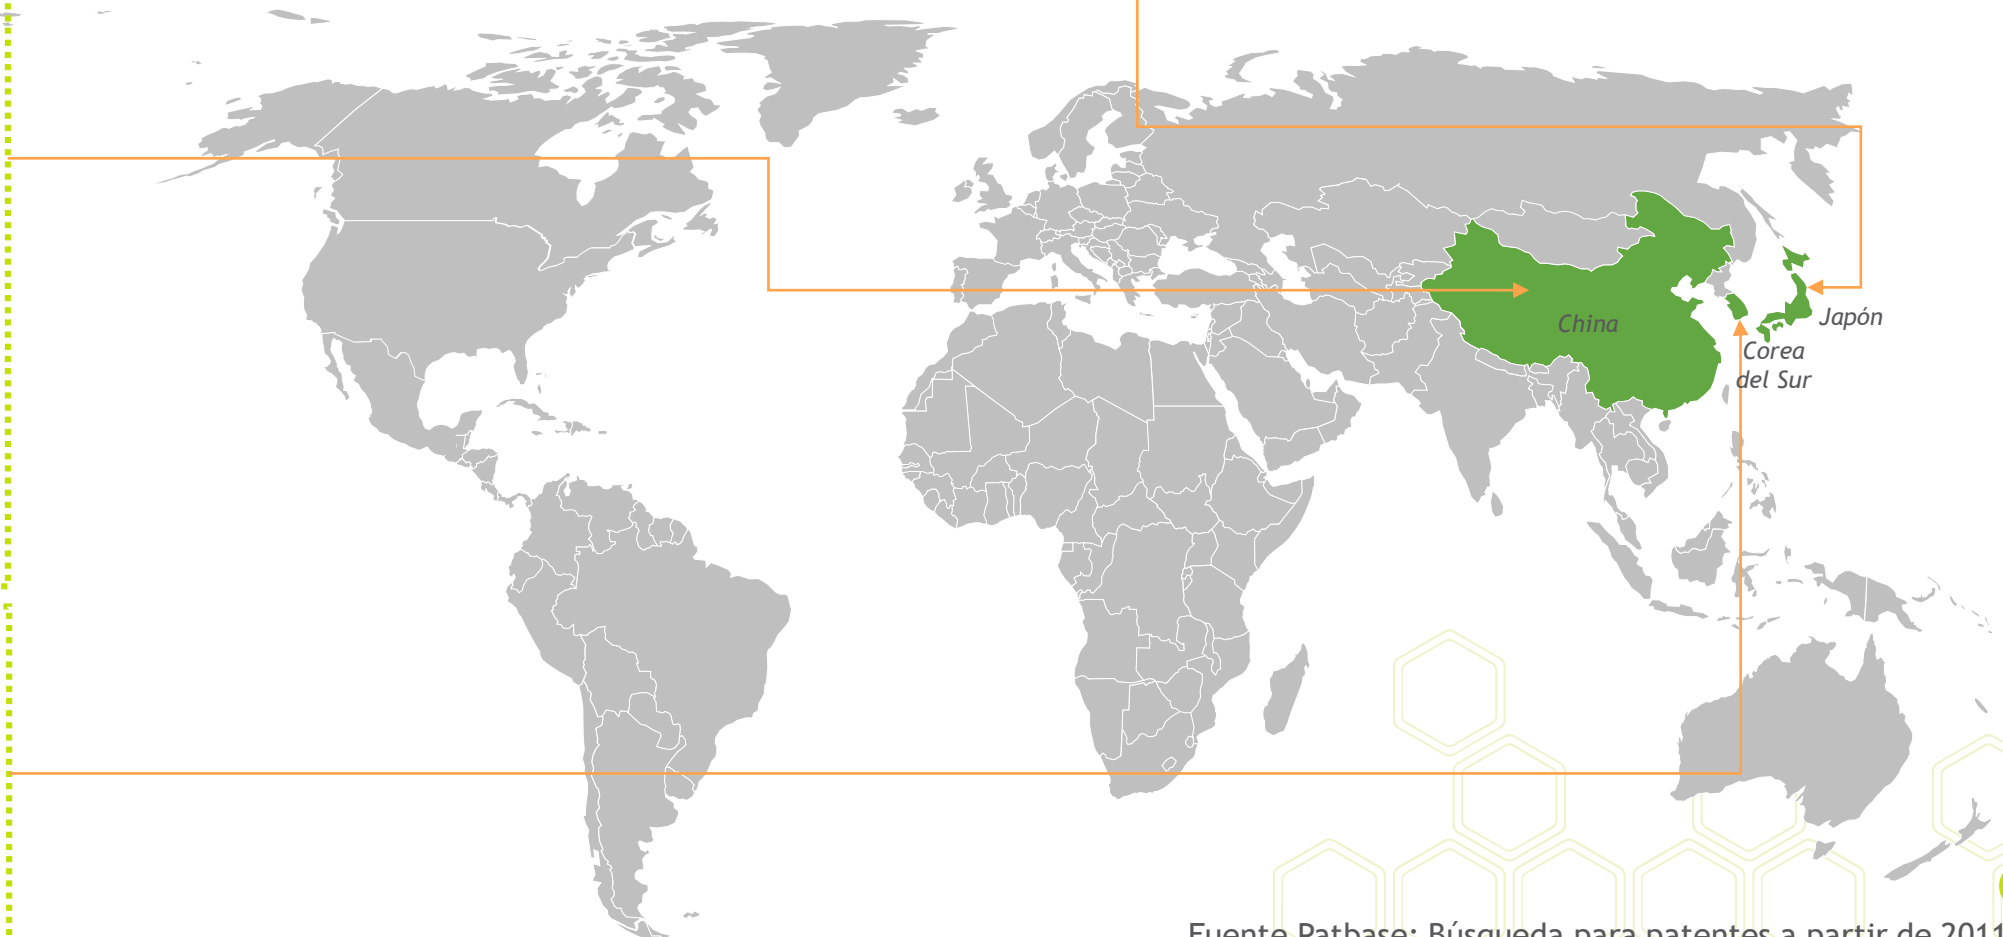 China
Japón
Corea
del Sur
Fuente Patbase: Búsqueda para patentes a partir de 2011